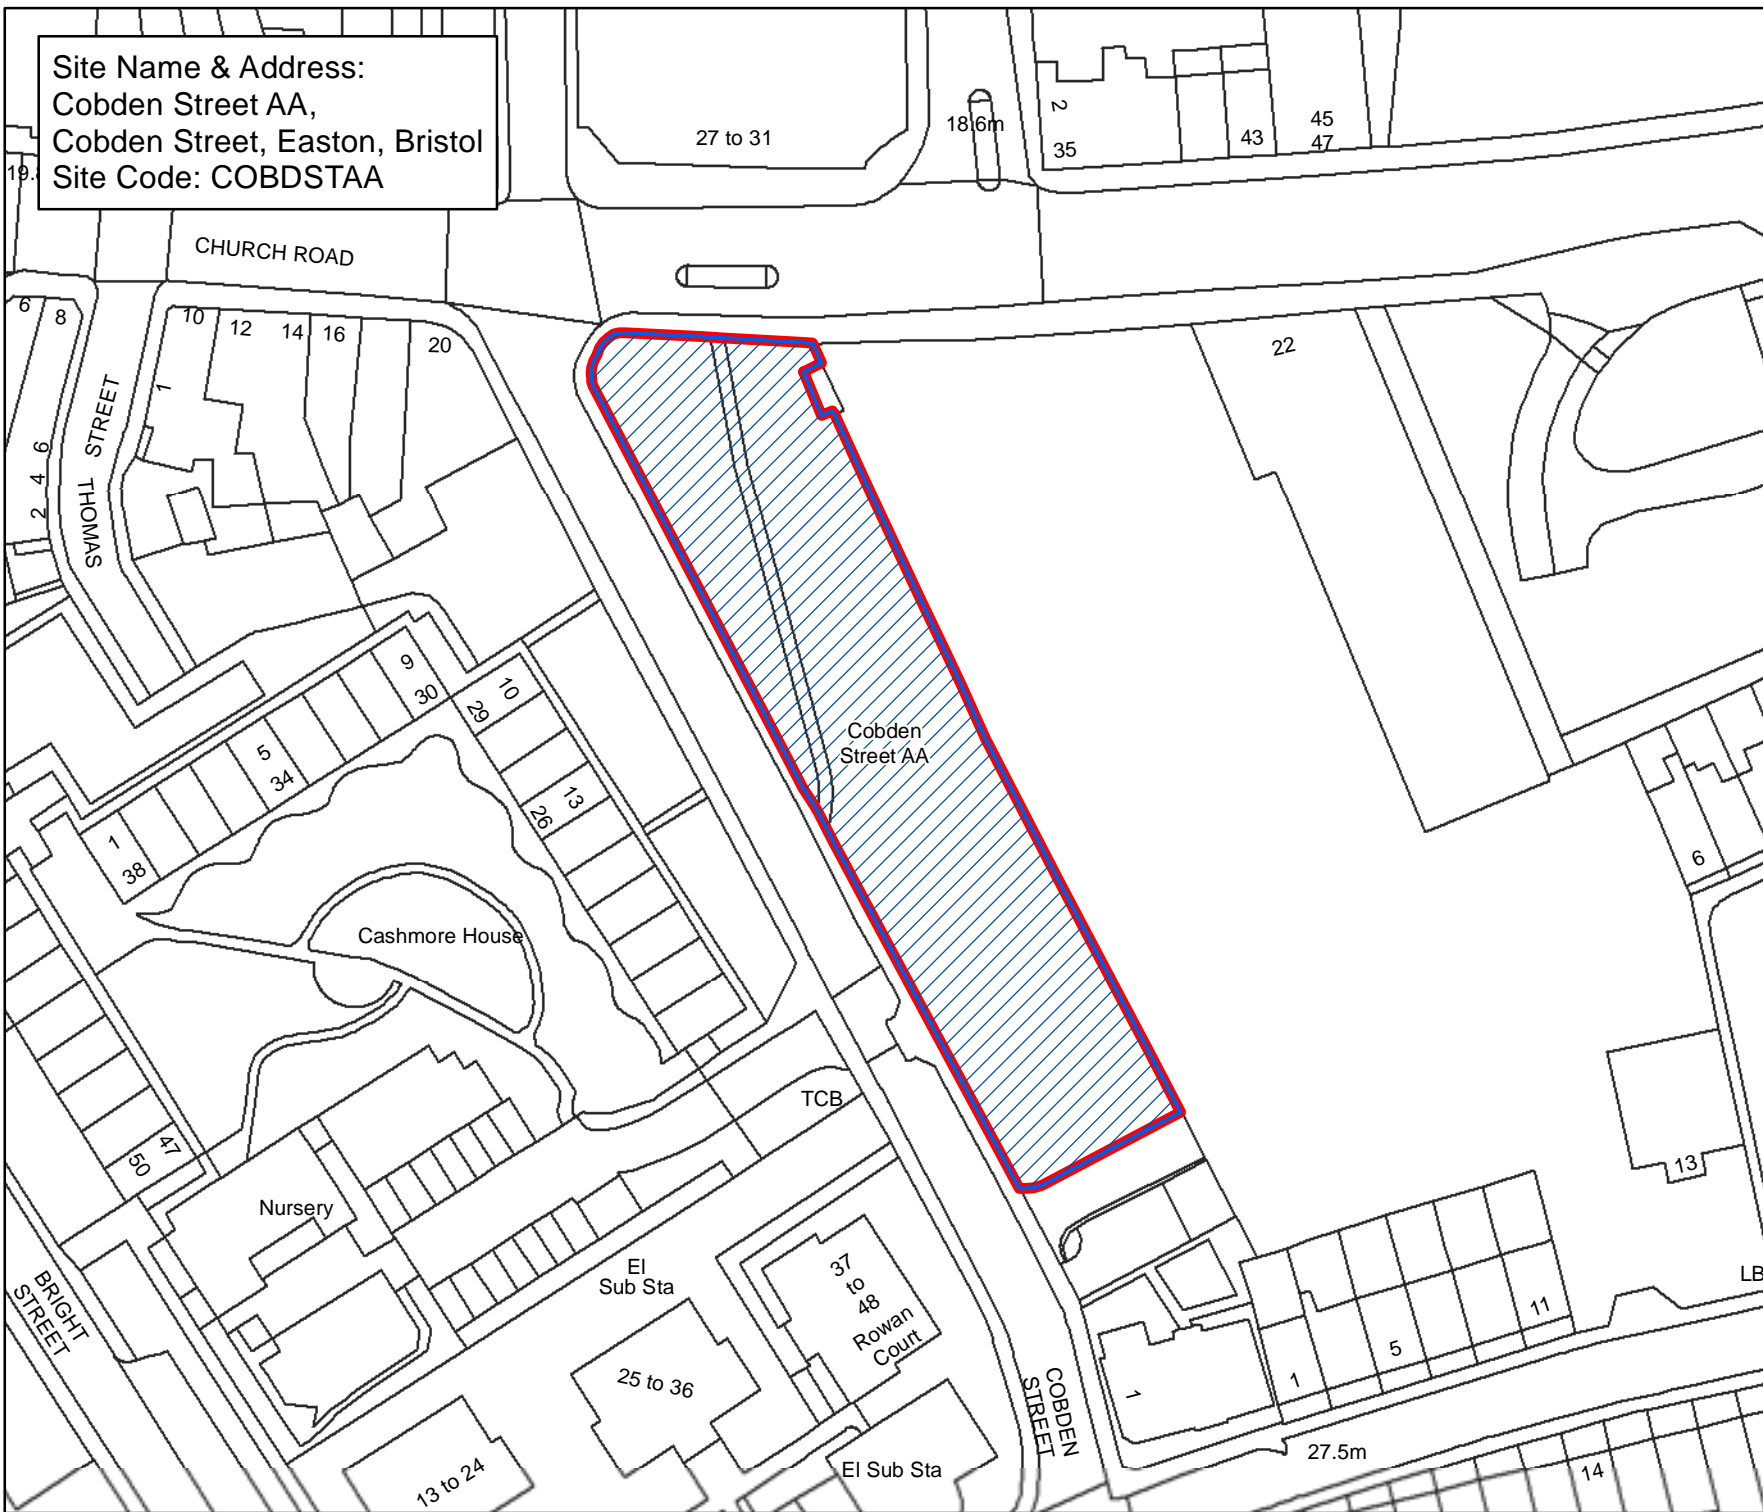 Site Name & Address:
Cobden Street AA,
Cobden Street, Easton, Bristol
Site Code: COBDSTAA
27 to 31
18.6m
2
35
43
45
47
CHURCH ROAD
6
8
10
12
14
16
20
22
1
STREET
THOMAS
6
4
2
9
30
10
29
5
34
13
26
1
38
Cobden
Street AA
6
Cashmore House
TCB
47
50
Nursery
13
El
Sub Sta
37
to
48
Rowan
Court
BRIGHT
STREET
LB
11
5
1
1
25 to 36
COBDEN
STREET
27.5m
El Sub Sta
13 to 24
14